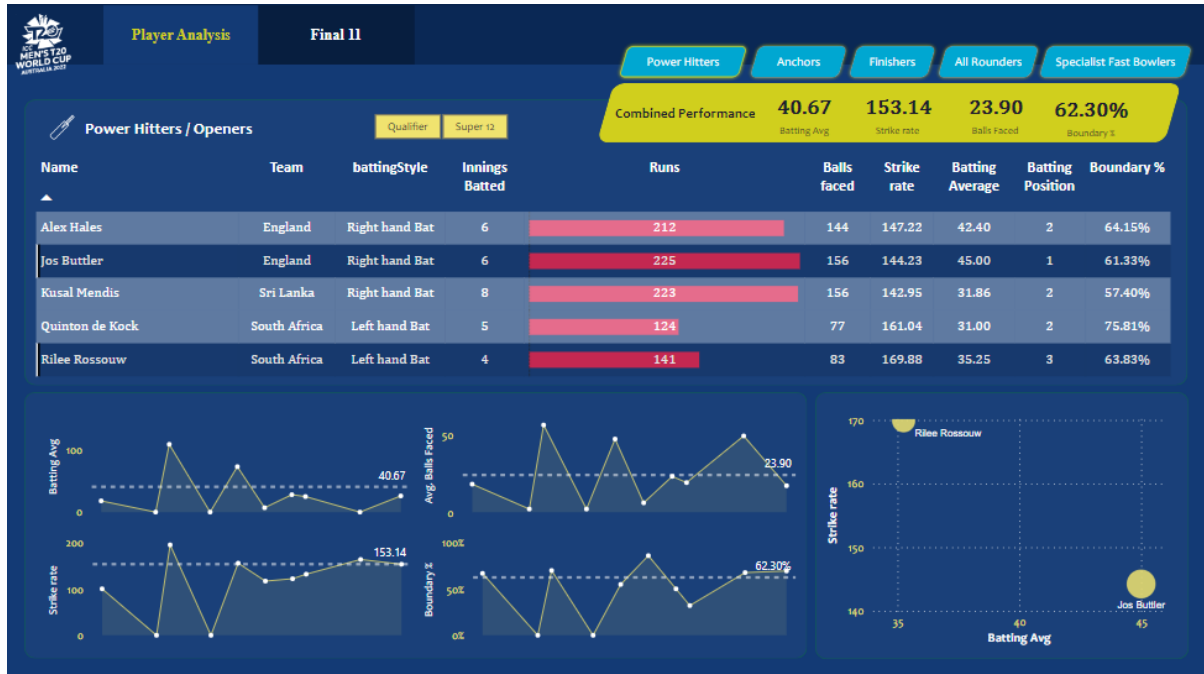 T20
ICC
MEN'S T20
WORLD CUP
AUSTRALIA 2022
Player Analysis
Final 11
Power Hitters
Anchors
Finishers
All Rounders
Specialist Fast Bowlers
Combined Performance
40.67
Batting Avg
153.14
Strike rate
23.90
Balls Faced
62.30%
Boundary %
Power Hitters / Openers
Qualifier
Super 12
Name Team battingStyle Innings Batted Runs Balls faced Strike rate Batting Average Batting Position Boundary %
Alex Hales England Right hand Bat 6 212 144 147.22 42.40 2 64.15%
Jos Buttler England Right hand Bat 6 225 156 144.23 45.00 1 61.33%
Kusal Mendis Sri Lanka Right hand Bat 8 223 156 142.95 31.86 2 57.40%
Quinton de Kock South Africa Left hand Bat 5 124 77 161.04 31.00 2 75.81%
Rilee Rossouw South Africa Left hand Bat 4 141 83 169.88 35.25 3 63.83%
Batting Avg
100
0
40.67
Avg. Balls Faced
50
0
23.90
Strike rate
200
100
0
153.14
Boundary %
100%
50%
0%
62.30%
Strike rate
170
160
150
140
Rilee Rossouw
Jos Buttler
35
40
45
Batting Avg